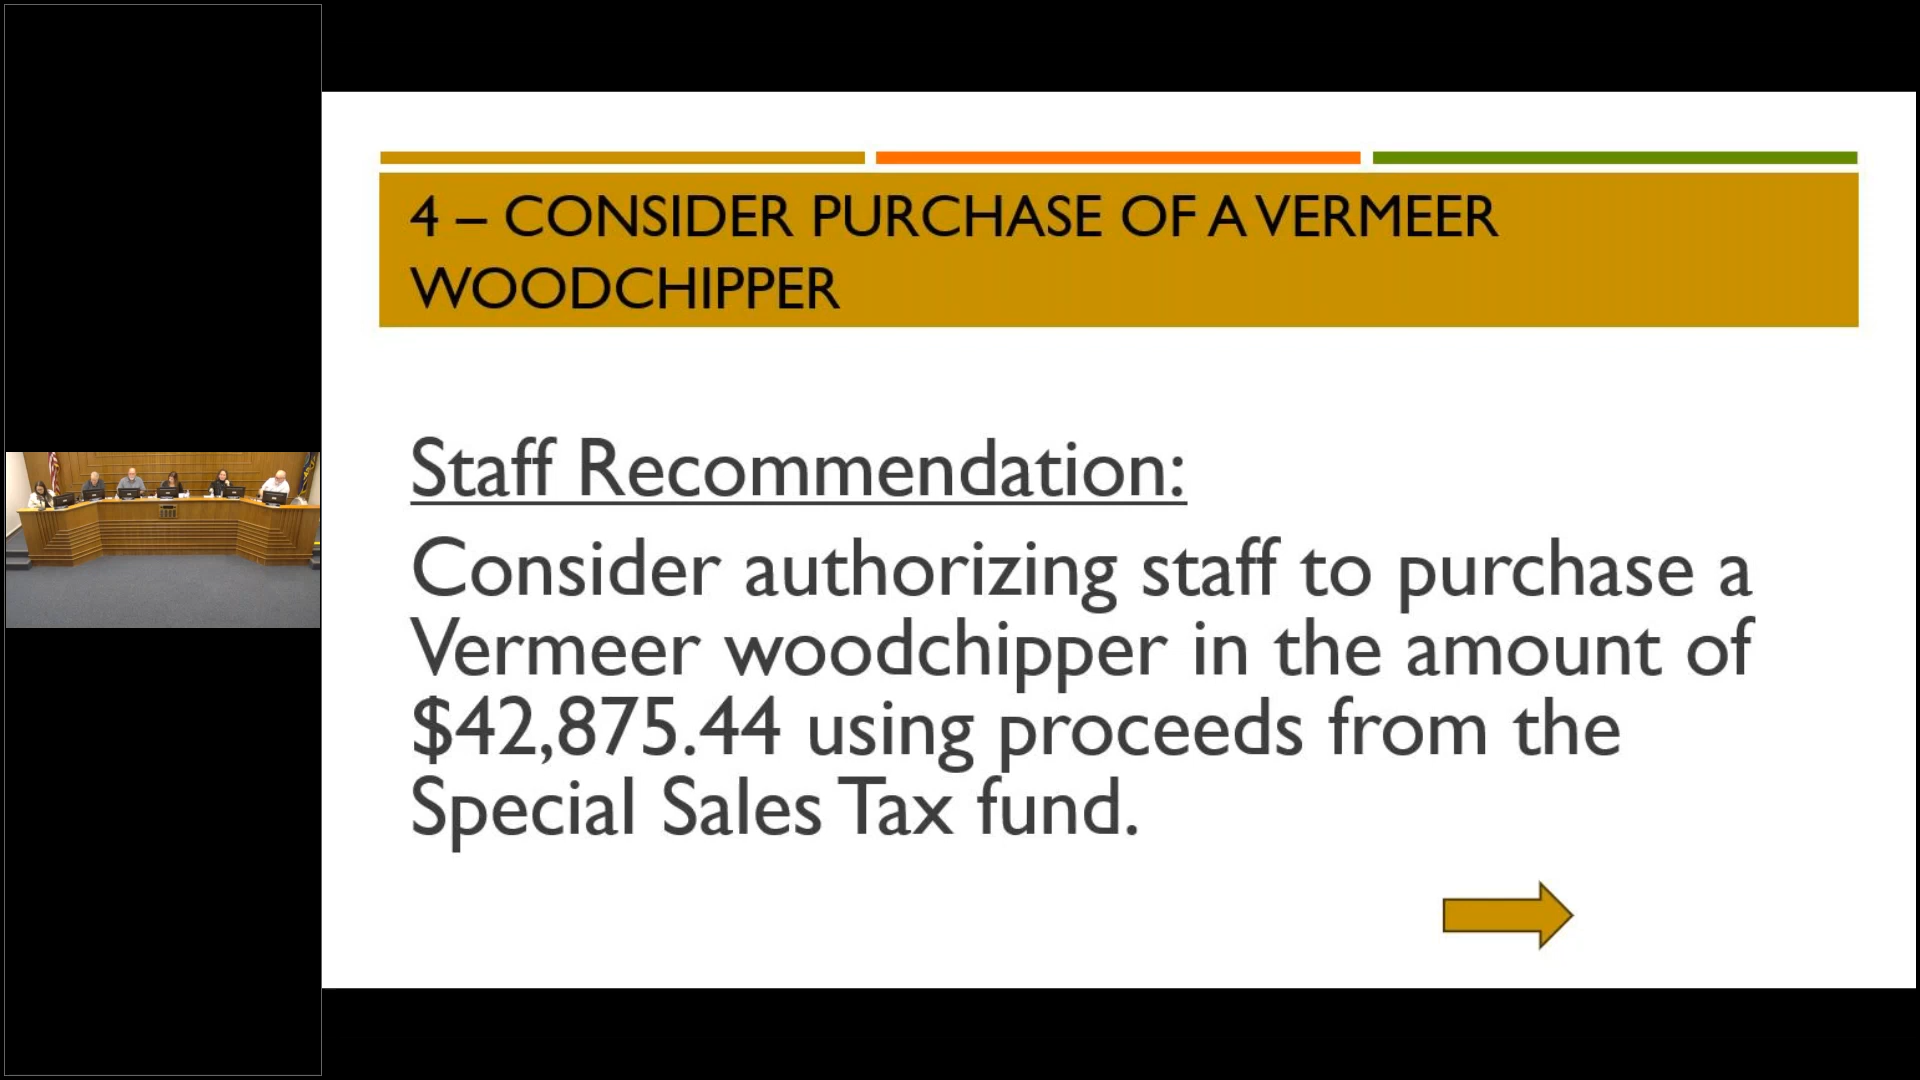 4 – CONSIDER PURCHASE OF A VERMEER
WOODCHIPPER
Staff Recommendation:
Consider authorizing staff to purchase a
Vermeer woodchipper in the amount of
$42,875.44 using proceeds from the
Special Sales Tax fund.